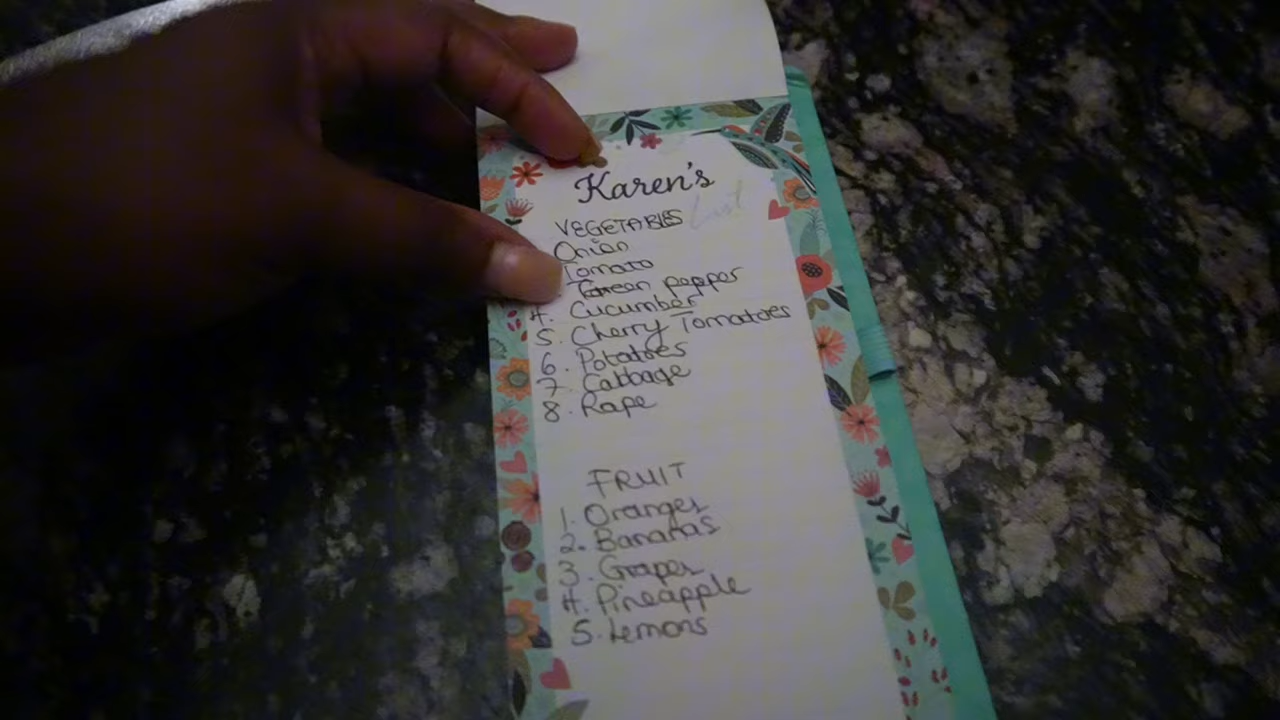 Karen's
VEGETABLES List
Onion
Tomato
Green pepper
4. Cucumber
5. Cherry Tomatoes
6. Potatoes
7. Cabbage
8. Rape
FRUIT
1. Oranges
2. Bananas
3. Grapes
4. Pineapple
5. Lemons